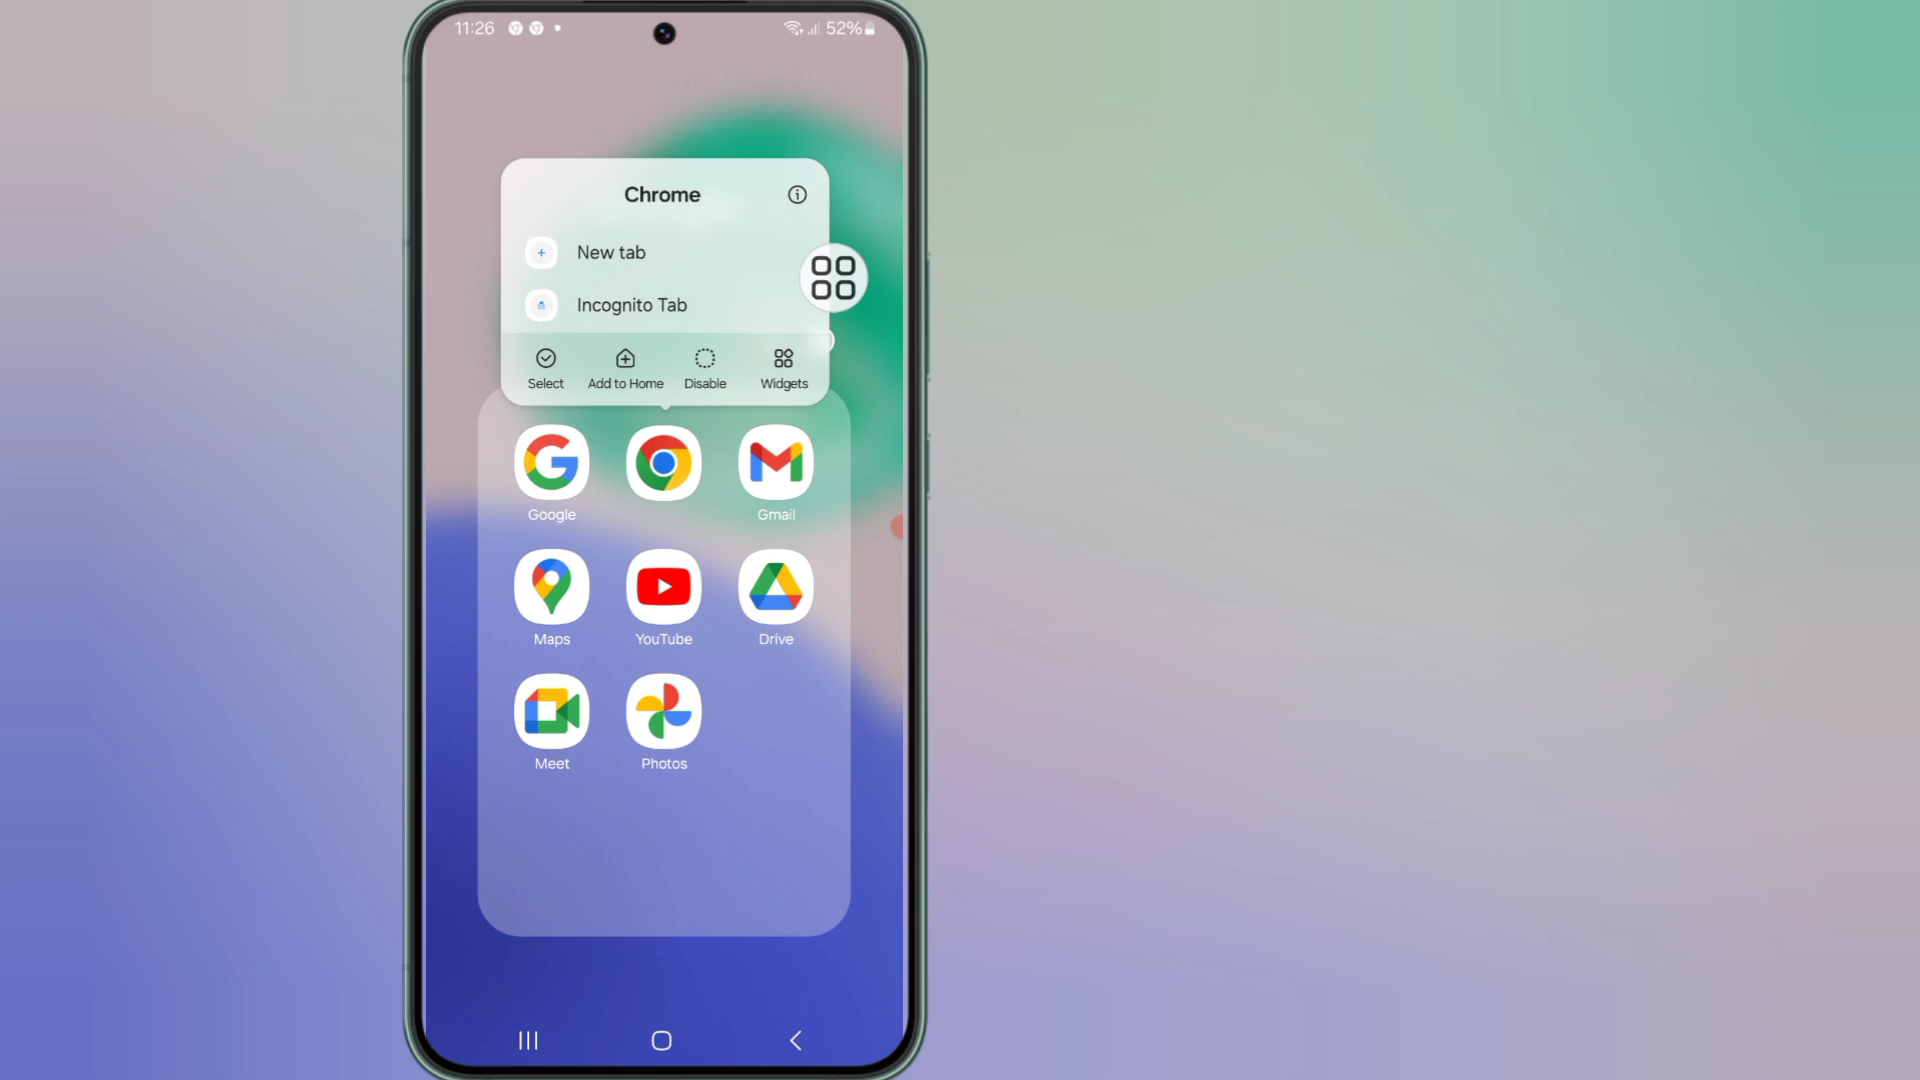 11:26 52%
Chrome
New tab
Incognito Tab
Select Add to Home Disable Widgets
Google Gmail
Maps YouTube Drive
Meet Photos